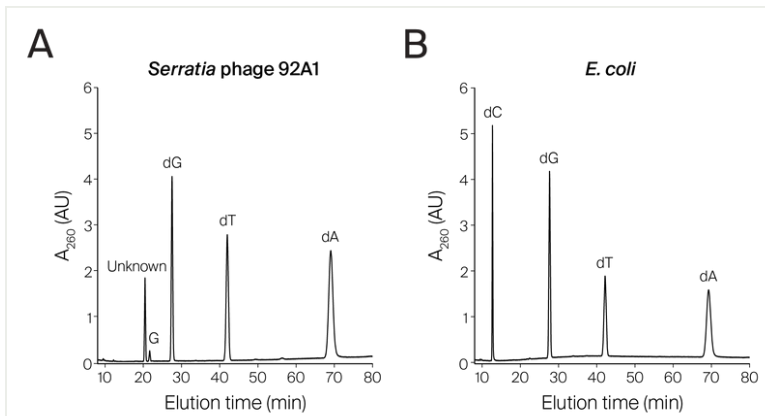 A
Serratia phage 92A1
6
5
4
3
2
1
0
A260 (AU)
Unknown
G
dG
dT
dA
10 20 30 40 50 60 70 80
Elution time (min)
B
E. coli
6
5
4
3
2
1
0
A260 (AU)
dC
dG
dT
dA
10 20 30 40 50 60 70 80
Elution time (min)